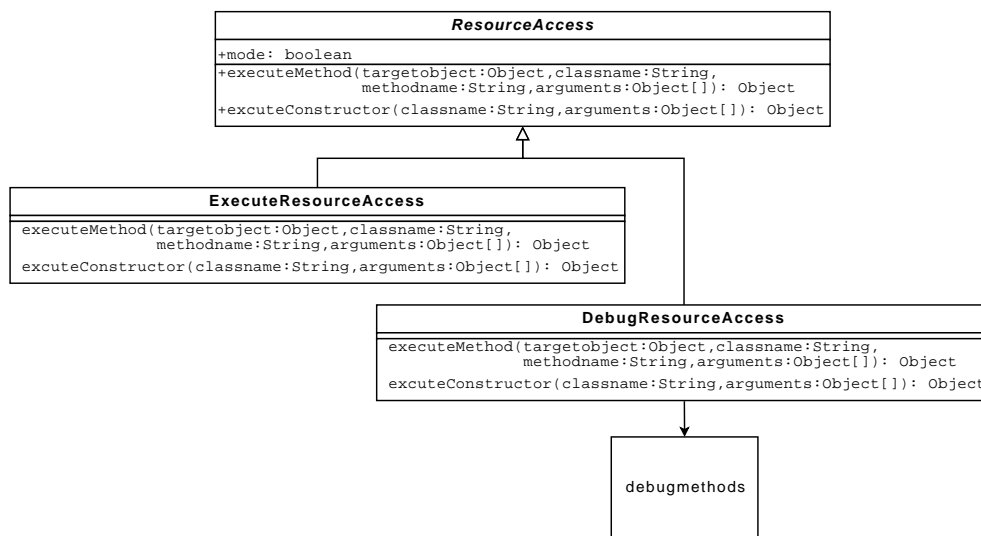 ResourceAccess
+mode: boolean
+executeMethod(targetobject:Object,classname:String,
methodname:String,arguments:Object[]): Object
+excuteConstructor(classname:String,arguments:Object[]): Object
ExecuteResourceAccess
executeMethod(targetobject:Object,classname:String,
methodname:String,arguments:Object[]): Object
excuteConstructor(classname:String,arguments:Object[]): Object
DebugResourceAccess
executeMethod(targetobject:Object,classname:String,
methodname:String,arguments:Object[]): Object
excuteConstructor(classname:String,arguments:Object[]): Object
debugmethods